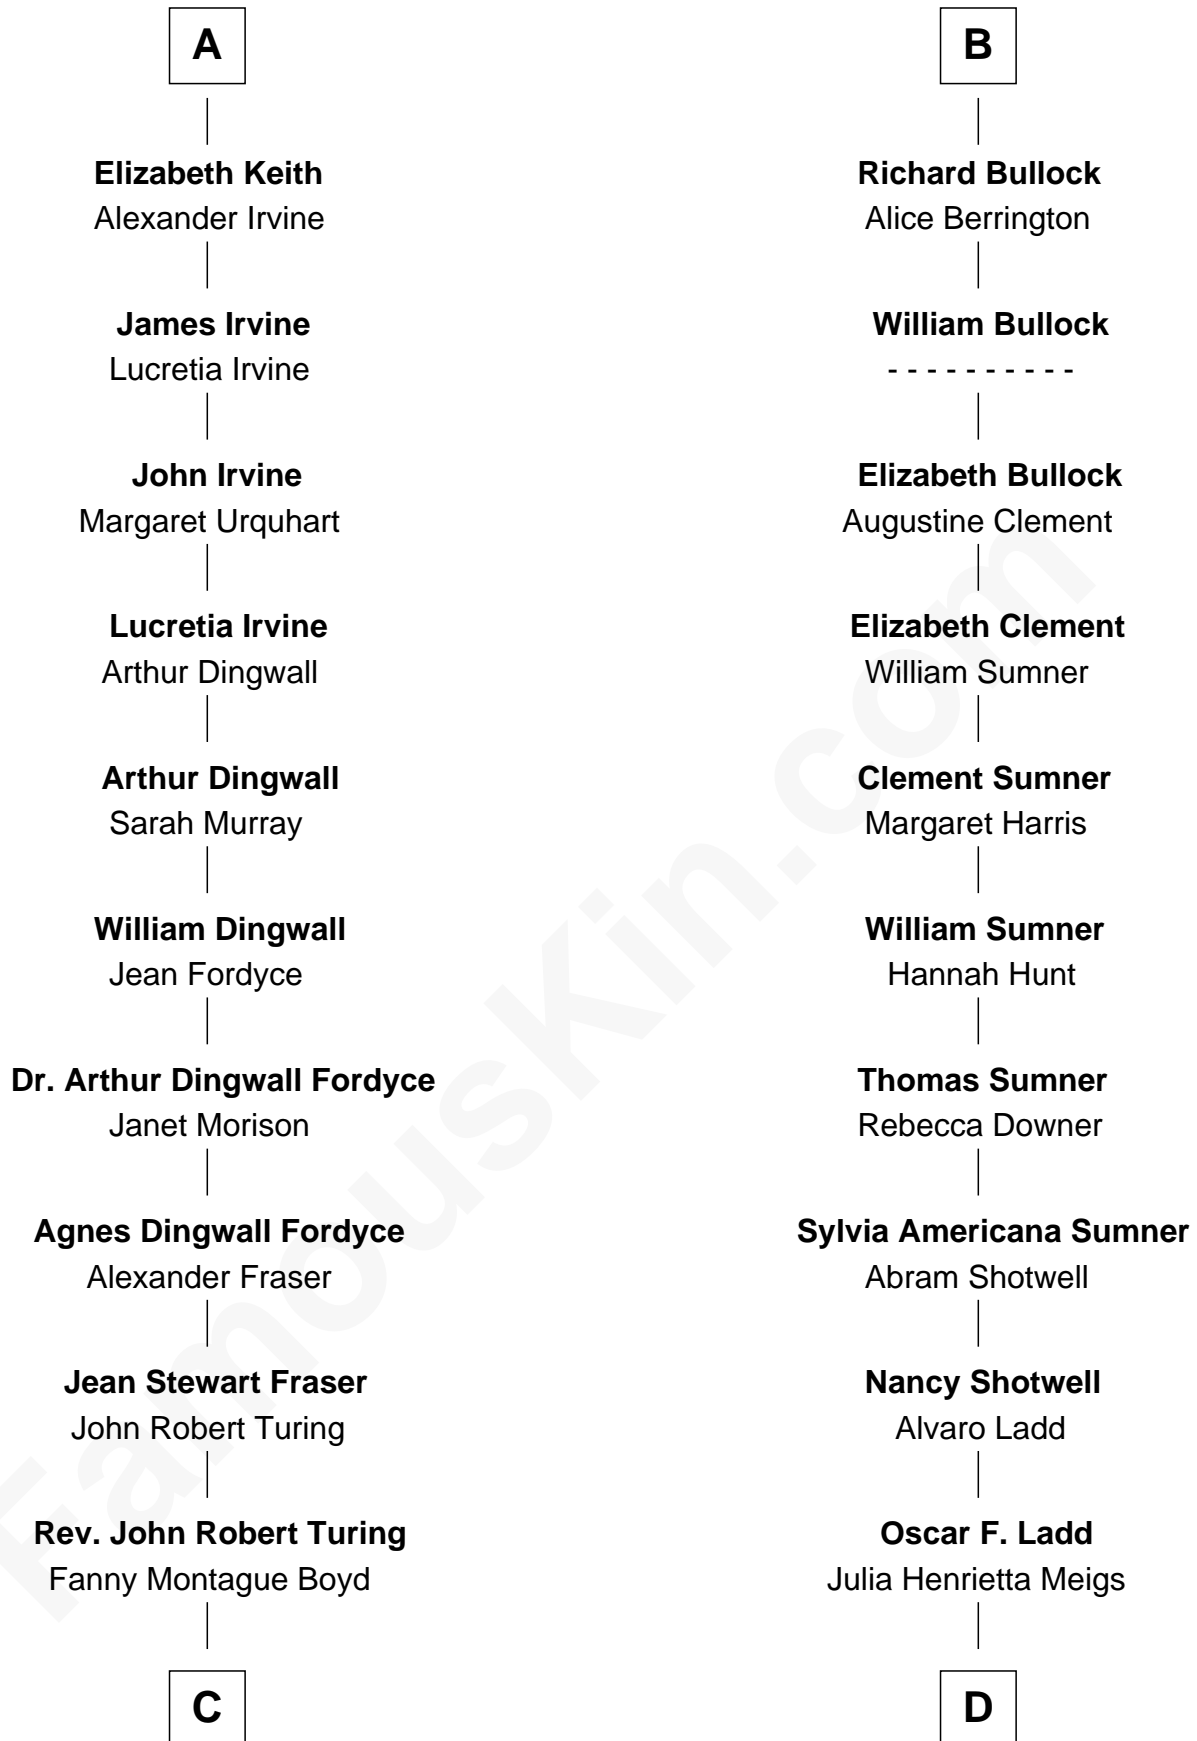 A
Elizabeth Keith
Alexander Irvine
James Irvine
Lucretia Irvine
John Irvine
Margaret Urquhart
Lucretia Irvine
Arthur Dingwall
Arthur Dingwall
Sarah Murray
William Dingwall
Jean Fordyce
Dr. Arthur Dingwall Fordyce
Janet Morison
Agnes Dingwall Fordyce
Alexander Fraser
Jean Stewart Fraser
John Robert Turing
Rev. John Robert Turing
Fanny Montague Boyd
C
B
Richard Bullock
Alice Berrington
William Bullock
- - - - - - - - - -
Elizabeth Bullock
Augustine Clement
Elizabeth Clement
William Sumner
Clement Sumner
Margaret Harris
William Sumner
Hannah Hunt
Thomas Sumner
Rebecca Downer
Sylvia Americana Sumner
Abram Shotwell
Nancy Shotwell
Alvaro Ladd
Oscar F. Ladd
Julia Henrietta Meigs
D
FamousKin.com